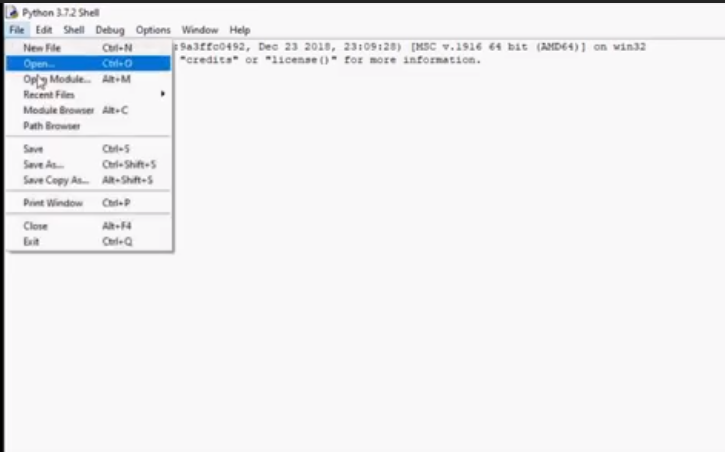 Python 3.7.2 Shell
File Edit Shell Debug Options Window Help
New File Ctrl+N
:9a3ffc0492, Dec 23 2018, 23:09:28) [MSC v.1916 64 bit (AMD64)] on win32
Open... Ctrl+O
"credits" or "license()" for more information.
Module... Alt+M
Recent Files
Module Browser Alt+C
Path Browser
Save Ctrl+S
Save As... Ctrl+Shift+S
Save Copy As... Alt+Shift+S
Print Window Ctrl+P
Close Alt+F4
Exit Ctrl+Q